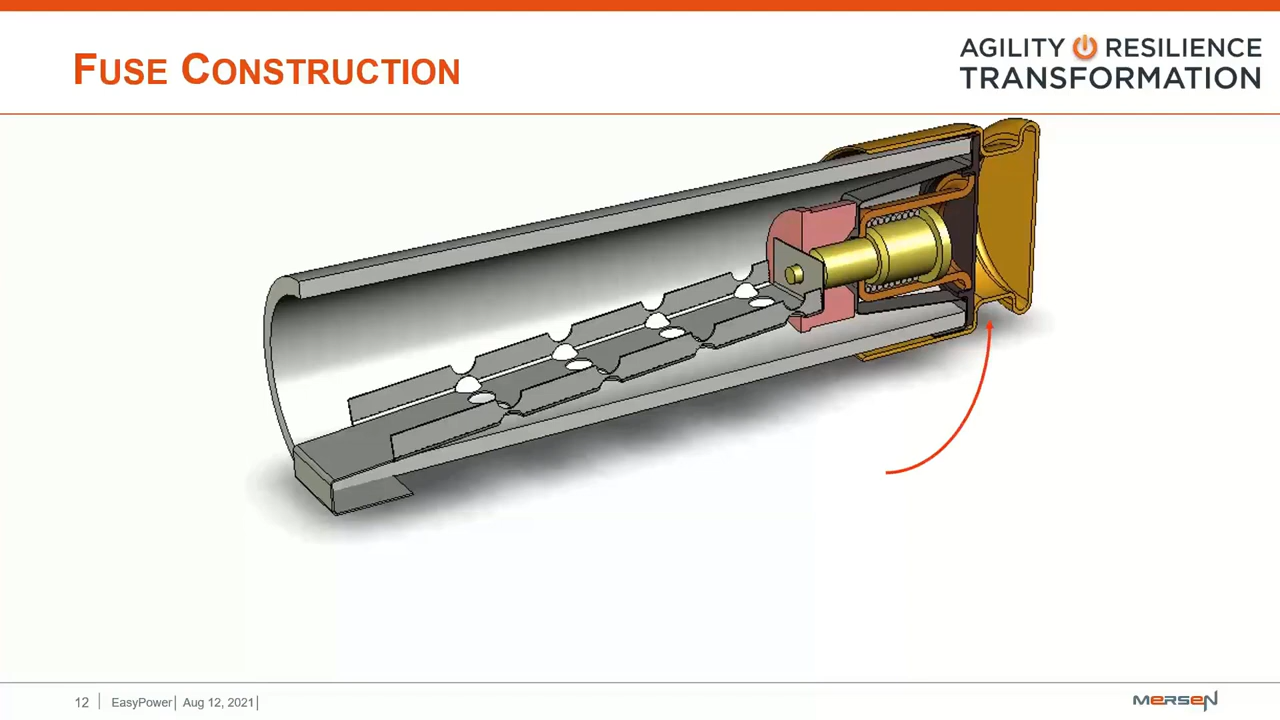 FUSE CONSTRUCTION
AGILITY RESILIENCE
TRANSFORMATION
12 | EasyPower| Aug 12, 2021|
MERSEN